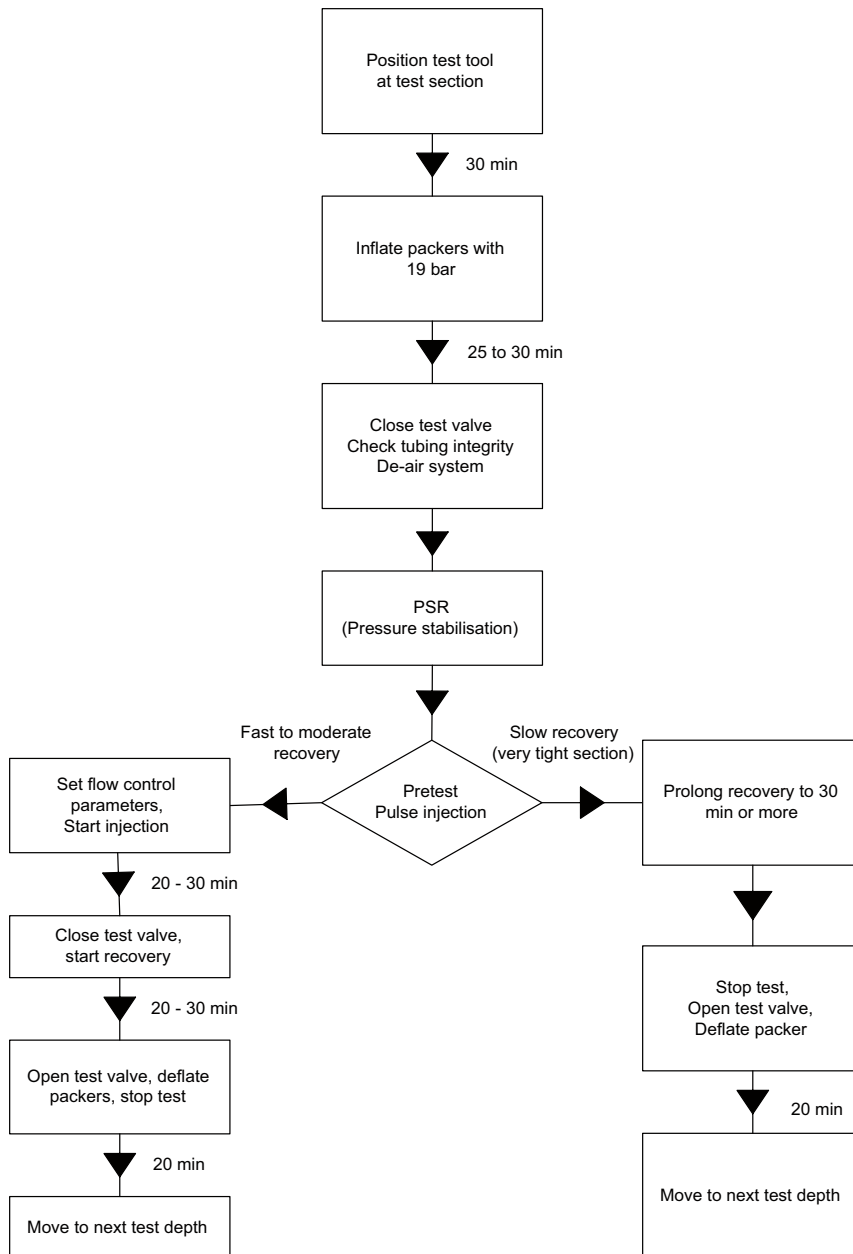 Position test tool
at test section
30 min
Inflate packers with
19 bar
25 to 30 min
Close test valve
Check tubing integrity
De-air system
PSR
(Pressure stabilisation)
Fast to moderate
recovery
Slow recovery
(very tight section)
Pretest
Pulse injection
Set flow control
parameters,
Start injection
20 - 30 min
Close test valve,
start recovery
20 - 30 min
Open test valve, deflate
packers, stop test
20 min
Move to next test depth
Prolong recovery to 30
min or more
Stop test,
Open test valve,
Deflate packer
20 min
Move to next test depth